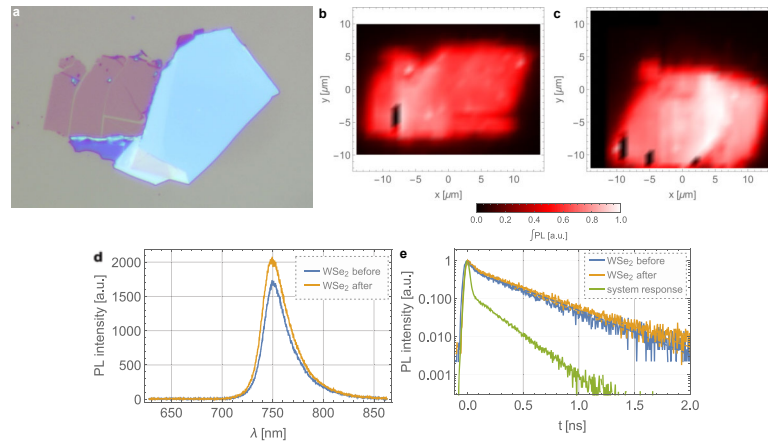 a
b
c
10
5
0
−5
−10
y [μm]
−10
−5
0
5
10
x [μm]
10
5
0
−5
−10
y [μm]
−10
−5
0
5
10
x [μm]
0.0
0.2
0.4
0.6
0.8
1.0
∫PL [a.u.]
d
2000
1500
1000
500
0
PL intensity [a.u.]
WSe₂ before
WSe₂ after
650
700
750
800
850
λ [nm]
e
1
0.100
0.010
0.001
PL intensity [a.u.]
WSe₂ before
WSe₂ after
system response
0.0
0.5
1.0
1.5
2.0
t [ns]